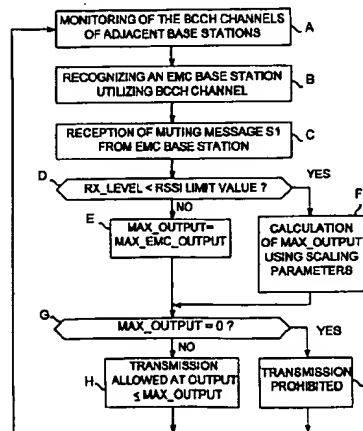 MONITORING OF THE BCCH CHANNELS
OF ADJACENT BASE STATIONS
A
RECOGNIZING AN EMC BASE STATION
UTILIZING BCCH CHANNEL
B
RECEPTION OF MUTING MESSAGE S1
FROM EMC BASE STATION
C
D
RX_LEVEL < RSSI LIMIT VALUE ?
YES
NO
E
F
MAX_OUTPUT=
MAX_EMC_OUTPUT
CALCULATION
OF MAX_OUTPUT
USING SCALING
PARAMETERS
G
MAX_OUTPUT = 0 ?
YES
NO
H
TRANSMISSION
ALLOWED AT OUTPUT
≤ MAX_OUTPUT
TRANSMISSION
PROHIBITED